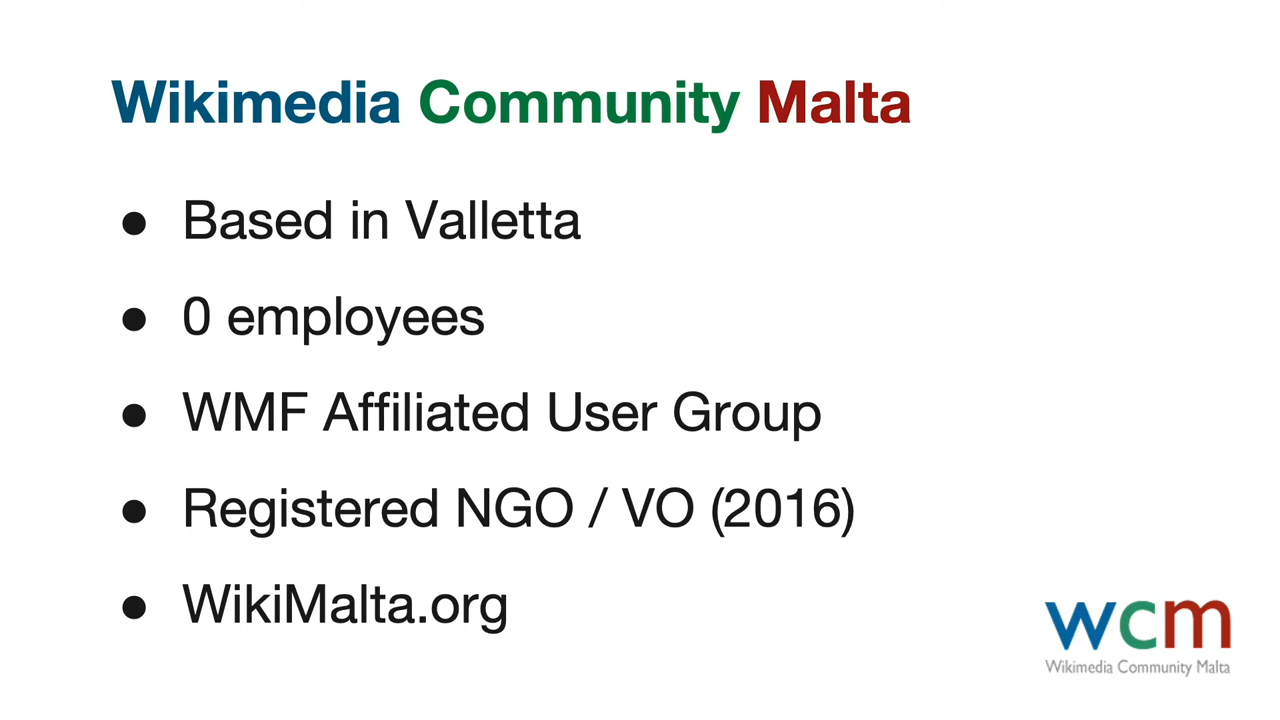 Wikimedia Community Malta
● Based in Valletta
● 0 employees
● WMF Affiliated User Group
● Registered NGO / VO (2016)
● WikiMalta.org
wcm
Wikimedia Community Malta